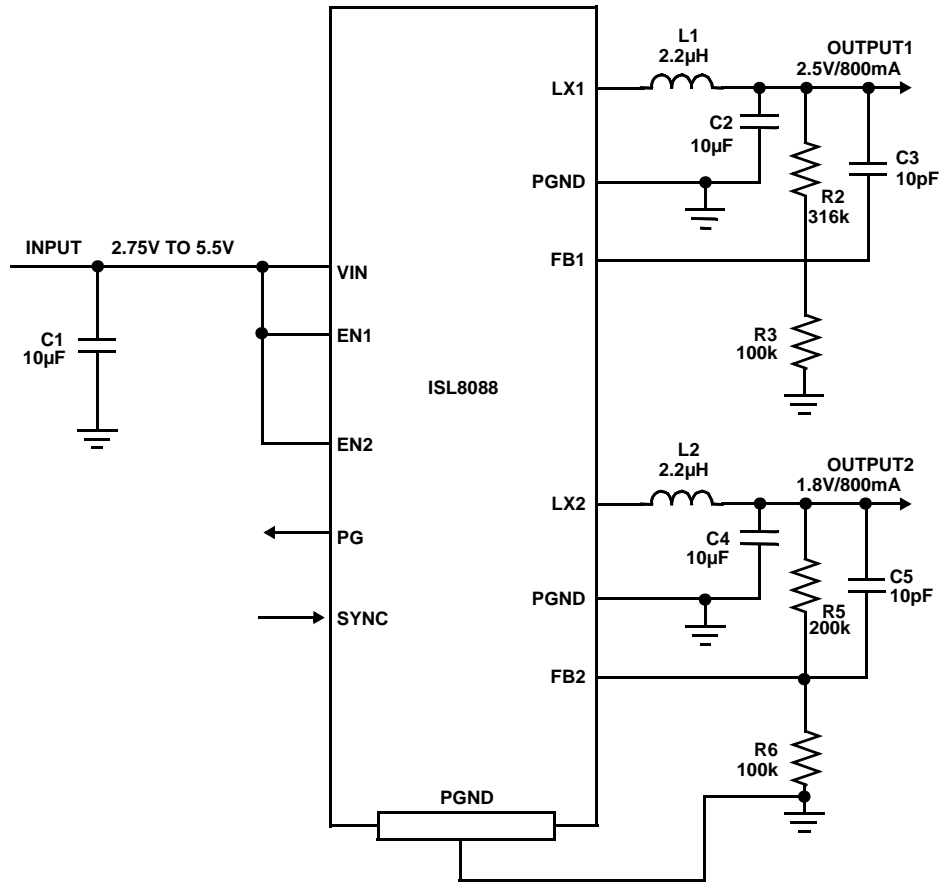 L1
2.2µH
OUTPUT1
2.5V/800mA
LX1
C2
10µF
C3
10pF
PGND
R2
316k
INPUT
2.75V TO 5.5V
FB1
VIN
C1
10µF
EN1
R3
100k
ISL8088
EN2
L2
2.2µH
OUTPUT2
1.8V/800mA
LX2
PG
C4
10µF
C5
10pF
PGND
R5
200k
SYNC
FB2
R6
100k
PGND